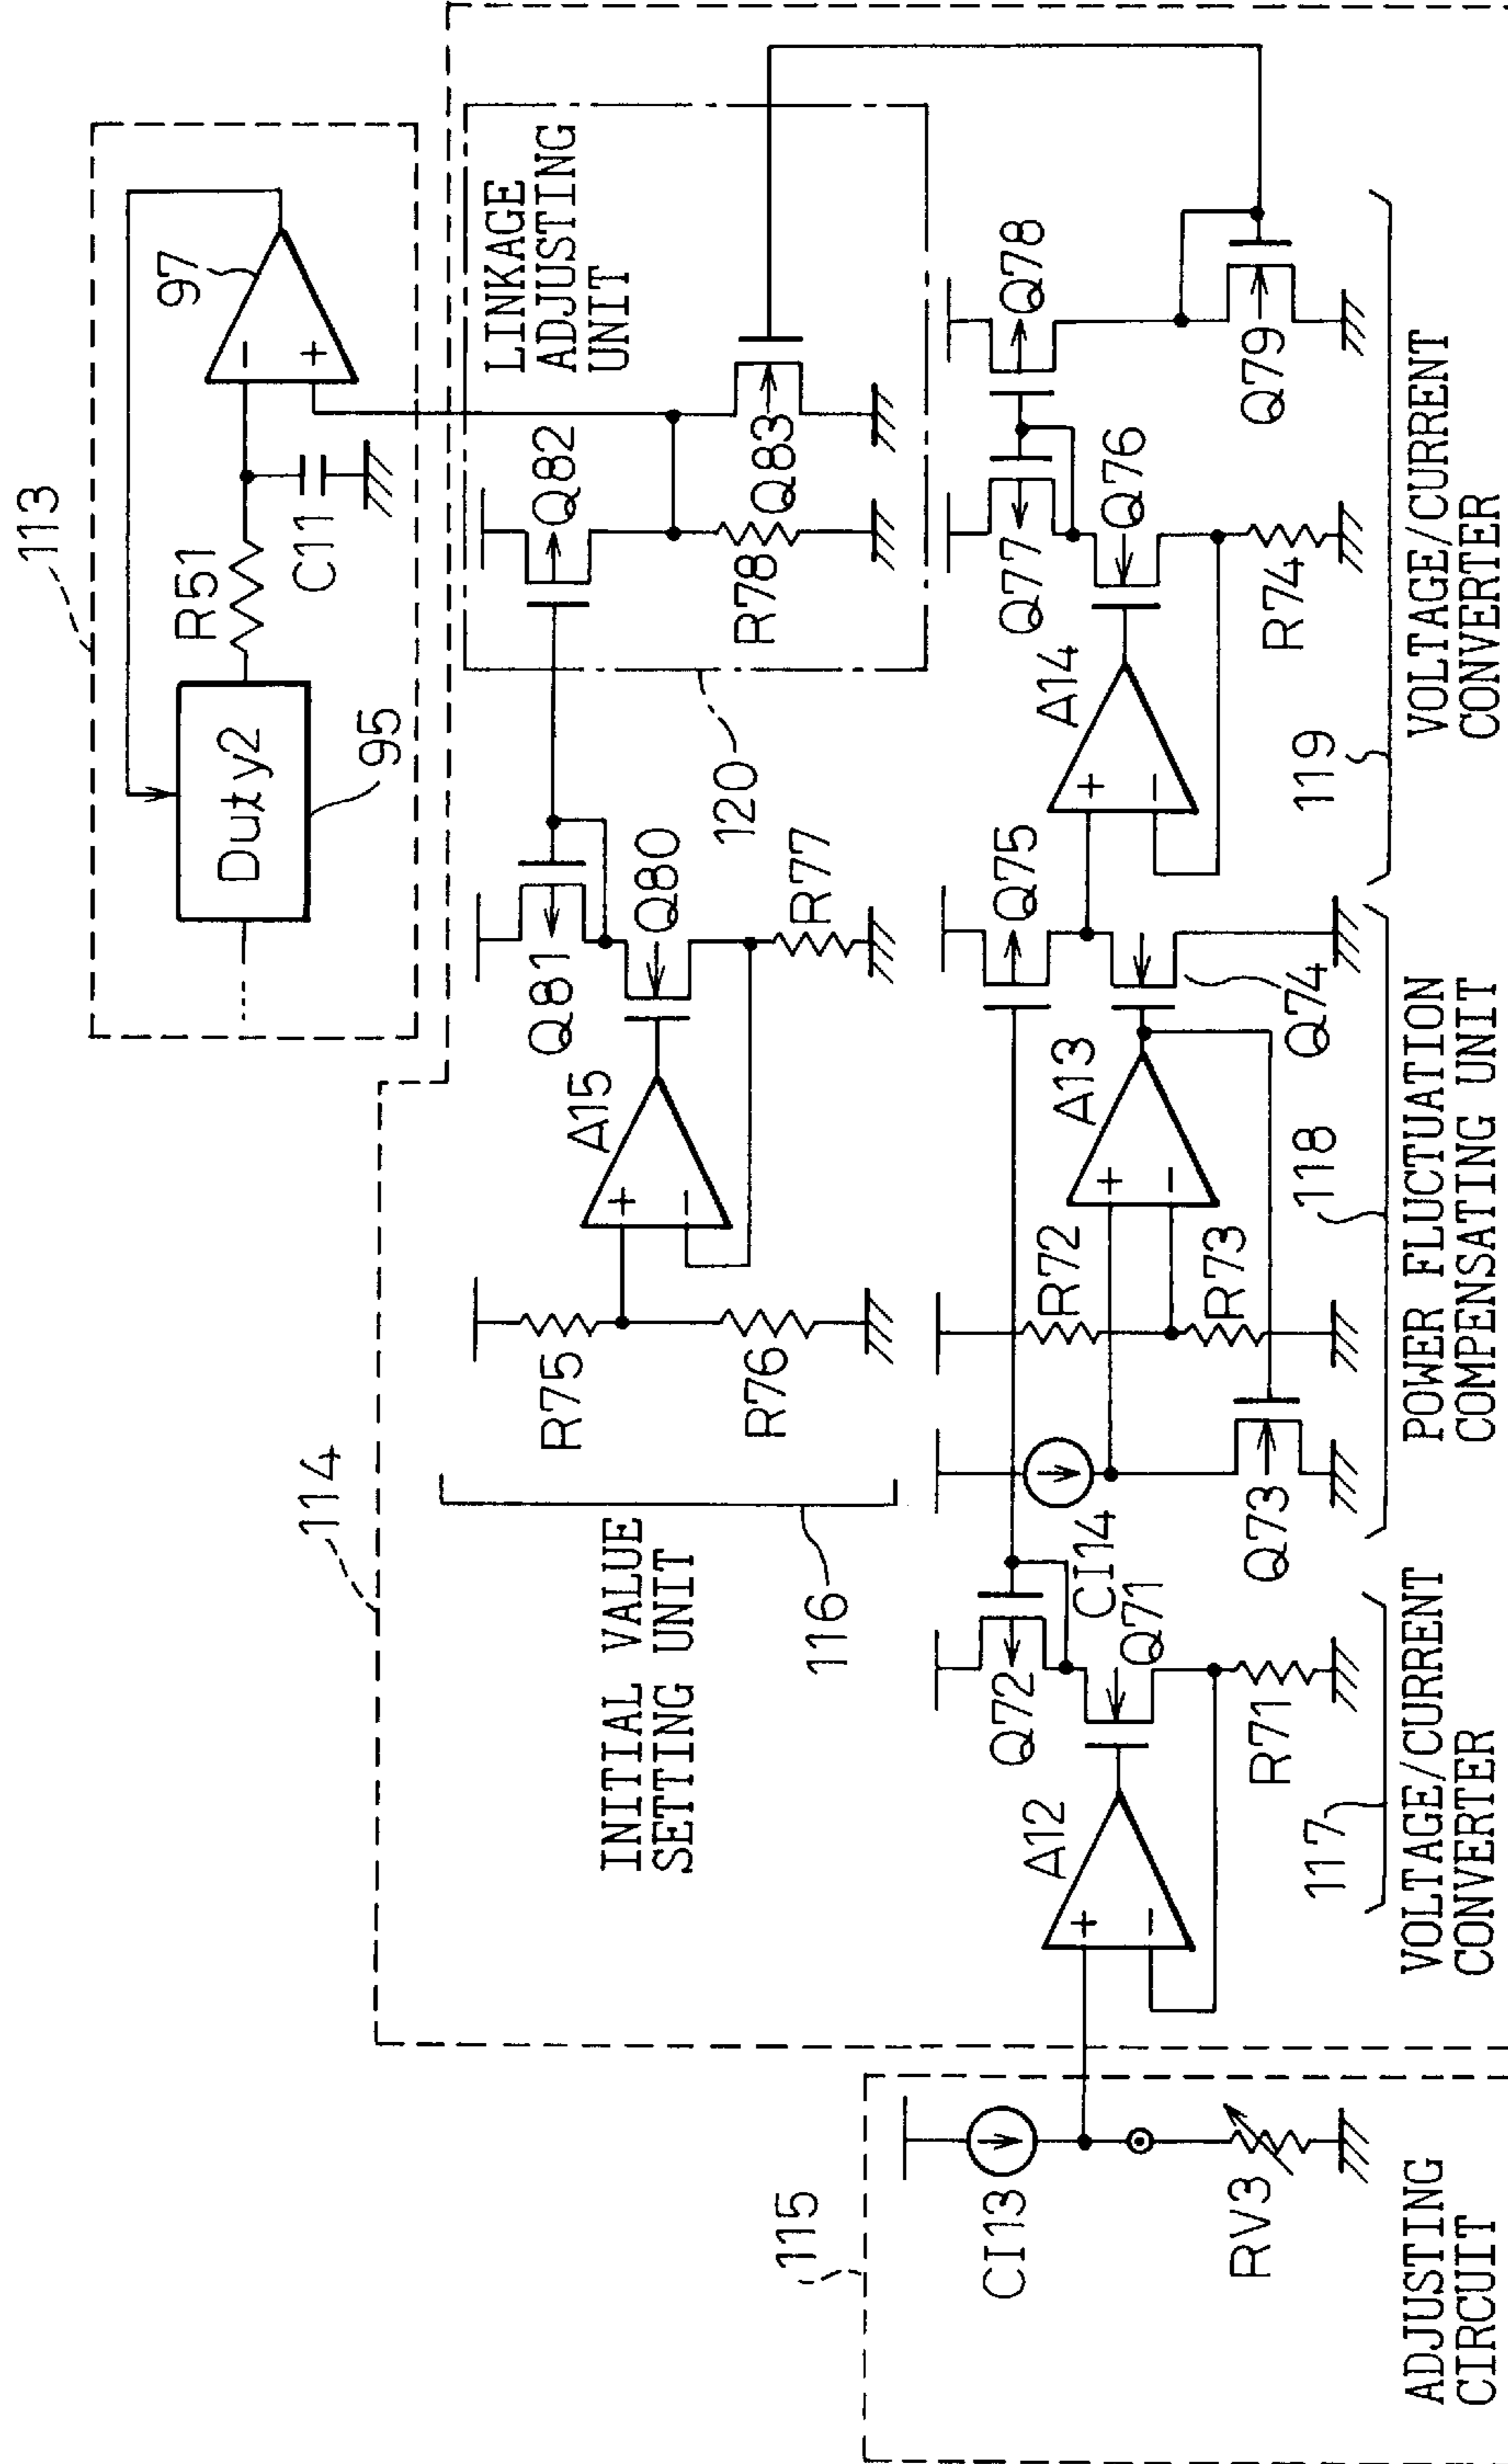 113
Duty2
95
R51
C11
97
114
INITIAL VALUE
SETTING UNIT
116
R75
R76
A15
Q81
Q80
R77
120
LINKAGE
ADJUSTING
UNIT
Q82
R78
Q83
115
CI13
RV3
ADJUSTING
CIRCUIT
A12
Q72
Q71
R71
117
VOLTAGE/CURRENT
CONVERTER
CI14
Q73
R72
R73
A13
Q75
Q74
118
POWER FLUCTUATION
COMPENSATING UNIT
A14
Q77
Q76
R74
Q78
Q79
119
VOLTAGE/CURRENT
CONVERTER